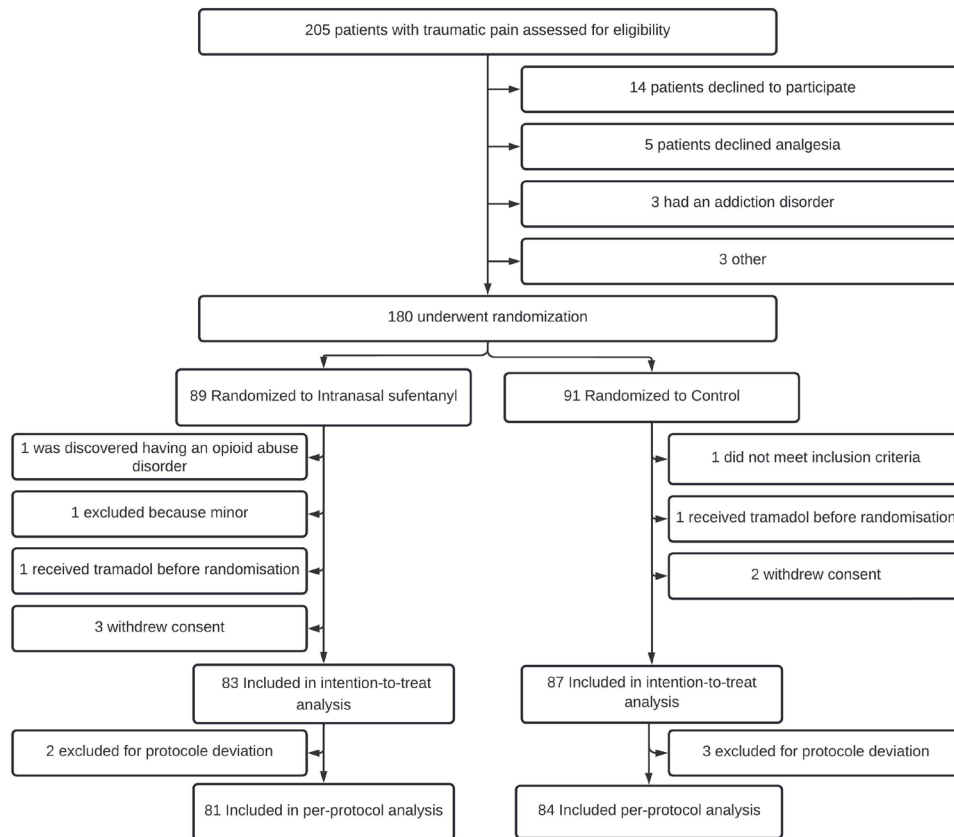 205 patients with traumatic pain assessed for eligibility
14 patients declined to participate
5 patients declined analgesia
3 had an addiction disorder
3 other
180 underwent randomization
89 Randomized to Intranasal sufentanyl
91 Randomized to Control
1 was discovered having an opioid abuse
disorder
1 did not meet inclusion criteria
1 excluded because minor
1 received tramadol before randomisation
1 received tramadol before randomisation
2 withdrew consent
3 withdrew consent
83 Included in intention-to-treat
analysis
87 Included in intention-to-treat
analysis
2 excluded for protocole deviation
3 excluded for protocole deviation
81 Included in per-protocol analysis
84 Included per-protocol analysis